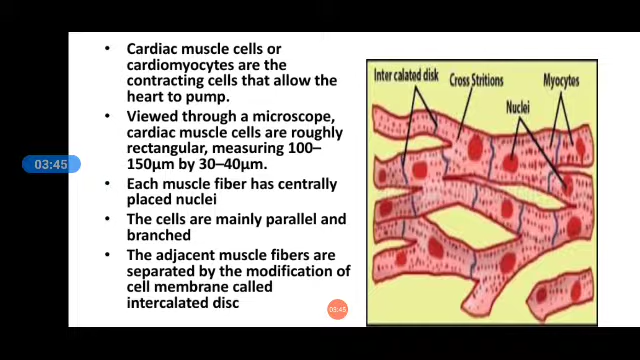 • Cardiac muscle cells or
cardiomyocytes are the
contracting cells that allow the
heart to pump.
• Viewed through a microscope,
cardiac muscle cells are roughly
rectangular, measuring 100–
150μm by 30–40μm.
• Each muscle fiber has centrally
placed nuclei
• The cells are mainly parallel and
branched
• The adjacent muscle fibers are
separated by the modification of
cell membrane called
intercalated disc
03:45
03:45
Inter calated disk
Cross Stritions
Myocytes
Nuclei